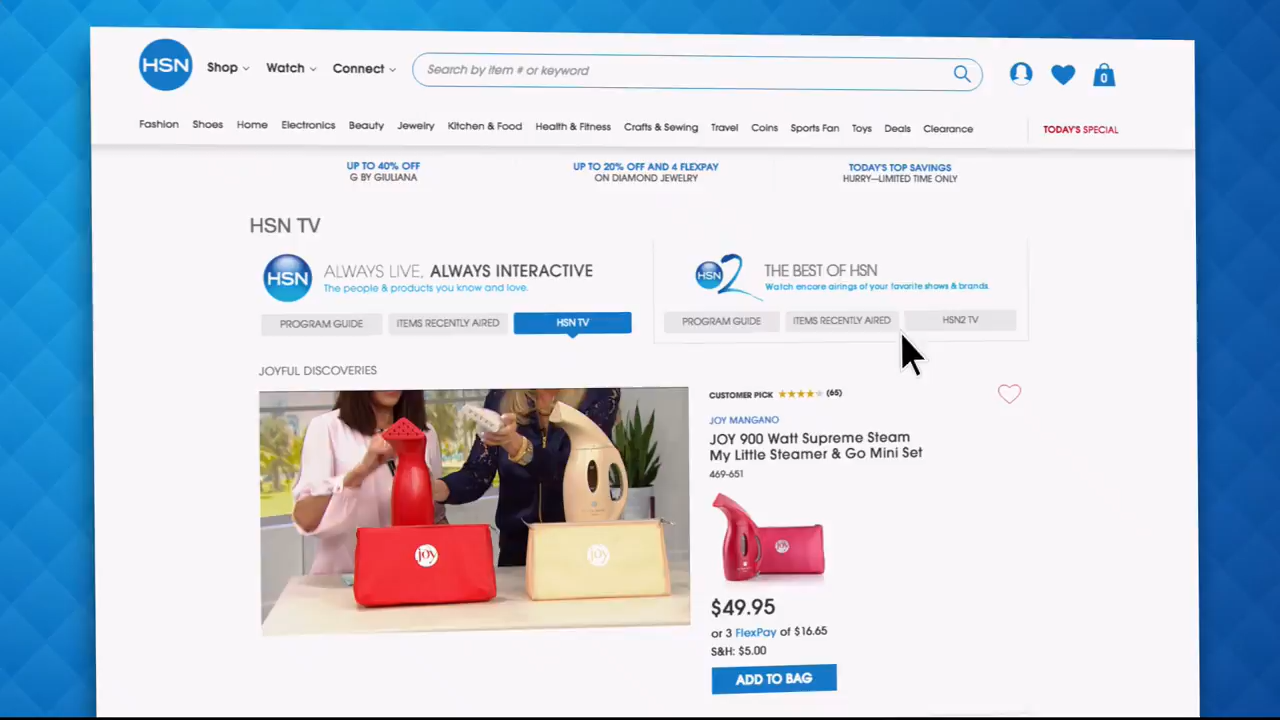 HSN
Shop
Watch
Connect
Search by item # or keyword
0
Fashion
Shoes
Home
Electronics
Beauty
Jewelry
Kitchen & Food
Health & Fitness
Crafts & Sewing
Travel
Coins
Sports Fan
Toys
Deals
Clearance
TODAY'S SPECIAL
UP TO 40% OFF
G BY GIULIANA
UP TO 20% OFF AND 4 FLEXPAY
ON DIAMOND JEWELRY
TODAY'S TOP SAVINGS
HURRY—LIMITED TIME ONLY
HSN TV
HSN
ALWAYS LIVE, ALWAYS INTERACTIVE
The people & products you know and love.
PROGRAM GUIDE
ITEMS RECENTLY AIRED
HSN TV
HSN2
THE BEST OF HSN
Watch encore airings of your favorite shows & brands.
PROGRAM GUIDE
ITEMS RECENTLY AIRED
HSN2 TV
JOYFUL DISCOVERIES
joy
joy
CUSTOMER PICK
(65)
JOY MANGANO
JOY 900 Watt Supreme Steam
My Little Steamer & Go Mini Set
469-651
joy
$49.95
or 3 FlexPay of $16.65
S&H: $5.00
ADD TO BAG